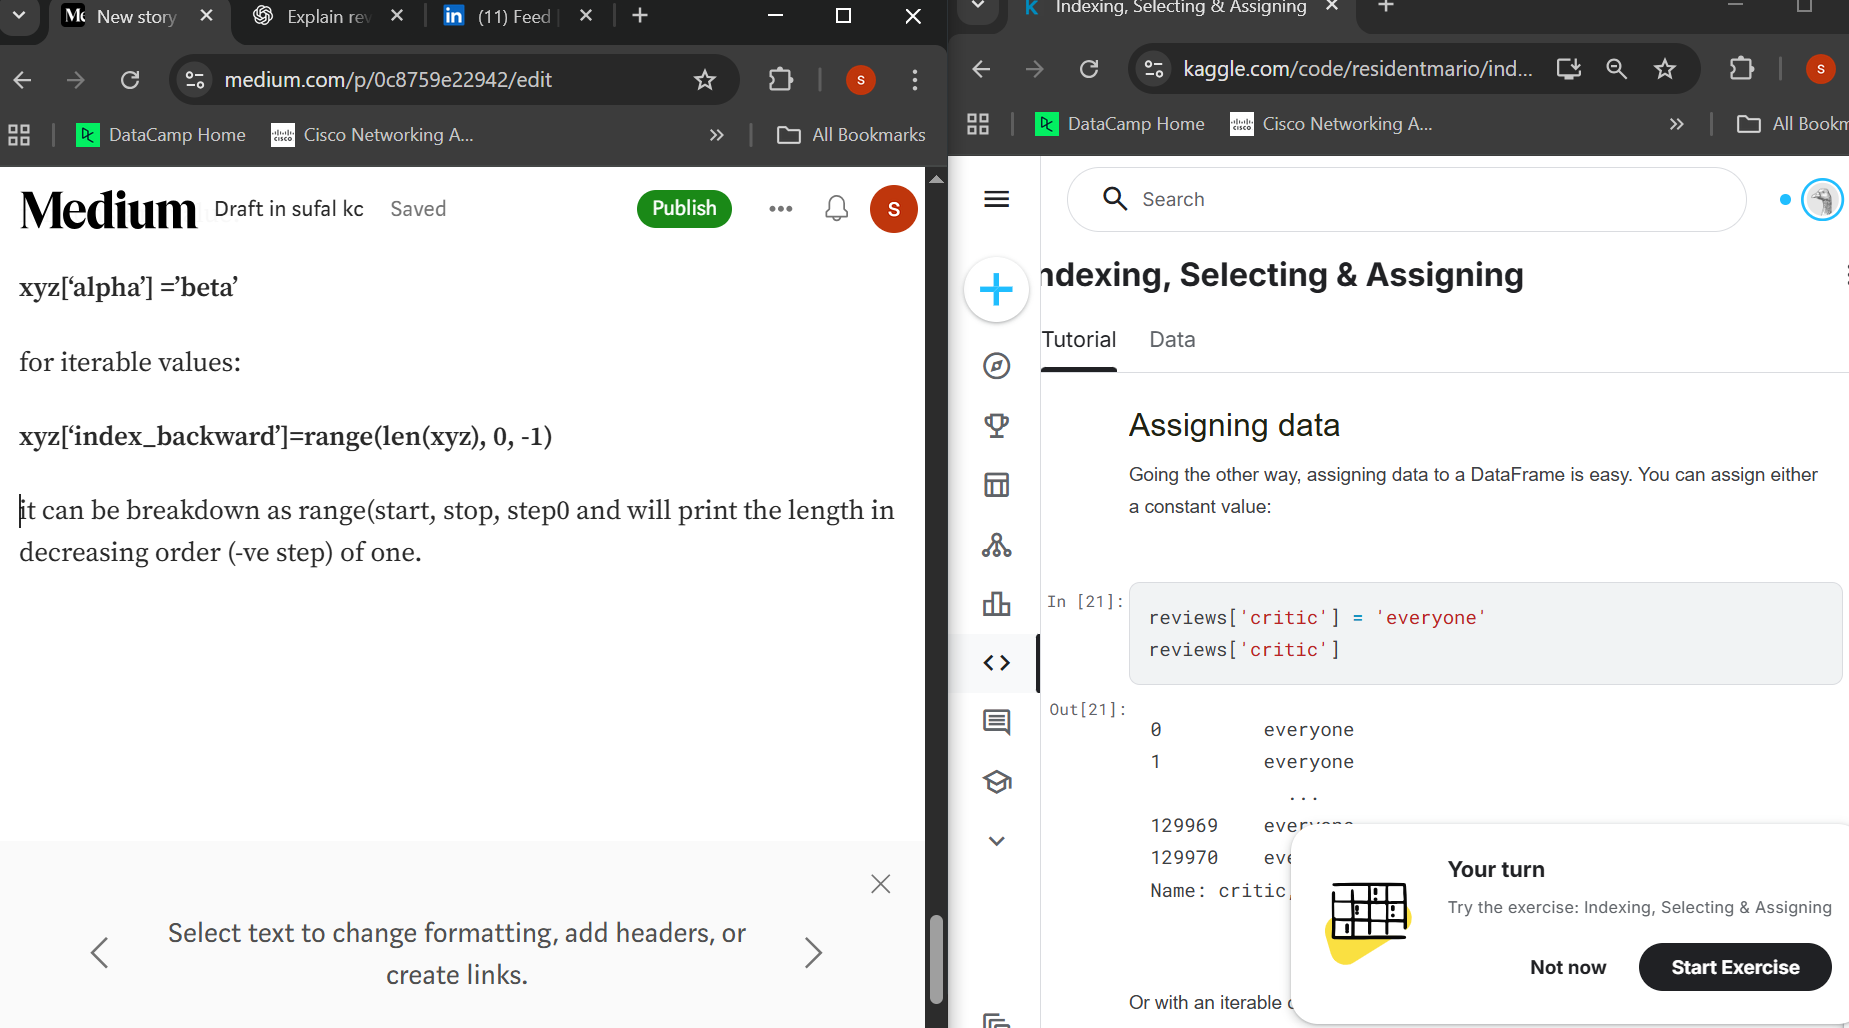 New story
Explain rev
(11) Feed
medium.com/p/0c8759e22942/edit
S
DataCamp Home
Cisco Networking A...
All Bookmarks
Medium
Draft in sufal kc
Saved
Publish
S
xyz[‘alpha’] =’beta’
for iterable values:
xyz[‘index_backward’]=range(len(xyz), 0, -1)
it can be breakdown as range(start, stop, step0 and will print the length in
decreasing order (-ve step) of one.
Select text to change formatting, add headers, or
create links.
Indexing, Selecting & Assigning
kaggle.com/code/residentmario/ind...
S
DataCamp Home
Cisco Networking A...
All Bookm
Search
ndexing, Selecting & Assigning
Tutorial
Data
Assigning data
Going the other way, assigning data to a DataFrame is easy. You can assign either
a constant value:
In [21]:
reviews['critic'] = 'everyone'
reviews['critic']
Out[21]:
0 everyone
1 everyone
...
129969 everyone
129970 eve
Name: critic,
Or with an iterable
Your turn
Try the exercise: Indexing, Selecting & Assigning
Not now
Start Exercise